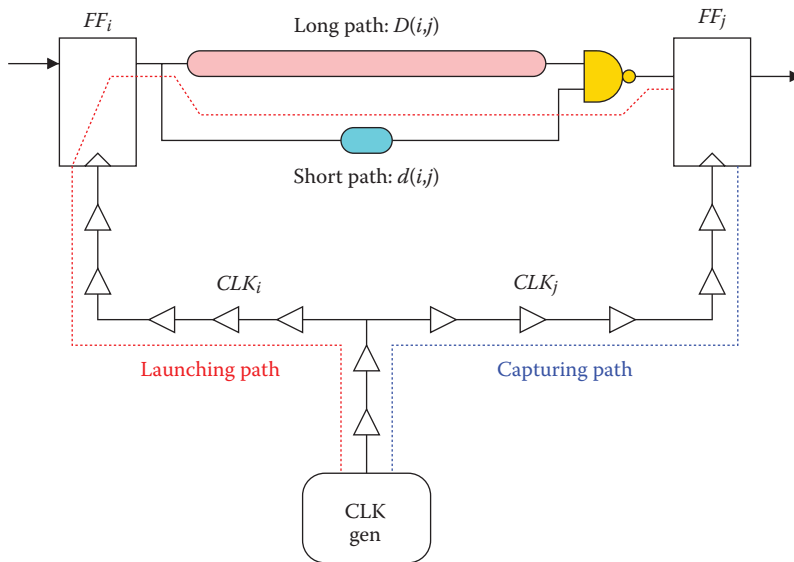 FFi
Long path: D(i,j)
FFj
Short path: d(i,j)
CLKi
CLKj
Launching path
Capturing path
CLK
gen